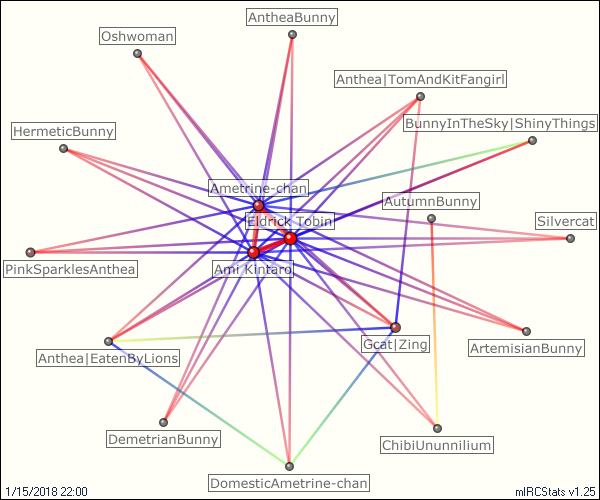 AntheaBunny
Oshwoman
Anthea|TomAndKitFangirl
BunnyInTheSky|ShinyThings
HermeticBunny
Ametrine-chan
AutumnBunny
Eldrick Tobin
Silvercat
PinkSparklesAnthea
Ami Kintaro
Gcat|Zing
ArtemisianBunny
Anthea|EatenByLions
DemetrianBunny
ChibiUnunnilium
DomesticAmetrine-chan
1/15/2018 22:00
mIRCStats v1.25